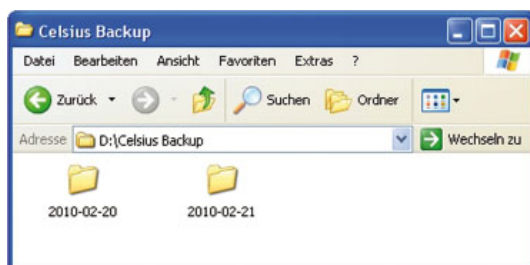 Celsius Backup
Datei Bearbeiten Ansicht Favoriten Extras ?
Zurück Suchen Ordner
Adresse D:\Celsius Backup Wechseln zu
2010-02-20 2010-02-21